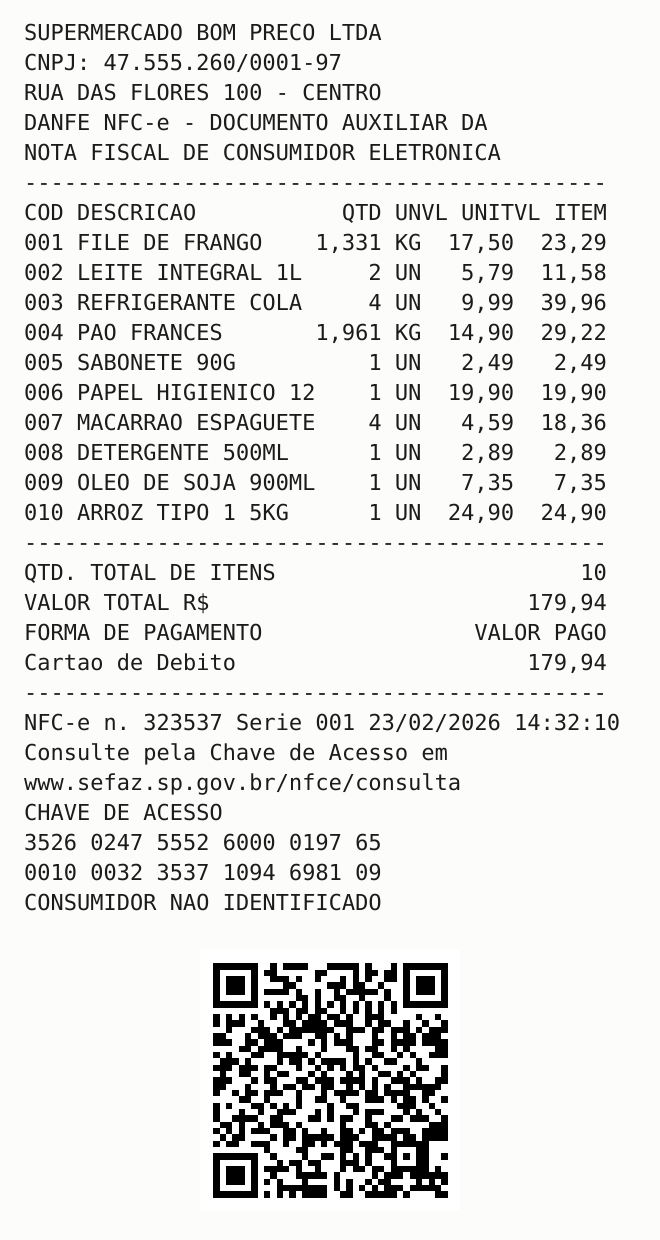 SUPERMERCADO BOM PRECO LTDA
CNPJ: 47.555.260/0001-97
RUA DAS FLORES 100 - CENTRO
DANFE NFC-e - DOCUMENTO AUXILIAR DA
NOTA FISCAL DE CONSUMIDOR ELETRONICA
--------------------------------------------
COD DESCRICAO           QTD UNVL UNITVL ITEM
001 FILE DE FRANGO    1,331 KG  17,50  23,29
002 LEITE INTEGRAL 1L     2 UN   5,79  11,58
003 REFRIGERANTE COLA     4 UN   9,99  39,96
004 PAO FRANCES       1,961 KG  14,90  29,22
005 SABONETE 90G          1 UN   2,49   2,49
006 PAPEL HIGIENICO 12    1 UN  19,90  19,90
007 MACARRAO ESPAGUETE    4 UN   4,59  18,36
008 DETERGENTE 500ML      1 UN   2,89   2,89
009 OLEO DE SOJA 900ML    1 UN   7,35   7,35
010 ARROZ TIPO 1 5KG      1 UN  24,90  24,90
--------------------------------------------
QTD. TOTAL DE ITENS                       10
VALOR TOTAL R$                        179,94
FORMA DE PAGAMENTO                VALOR PAGO
Cartao de Debito                      179,94
--------------------------------------------
NFC-e n. 323537 Serie 001 23/02/2026 14:32:10
Consulte pela Chave de Acesso em
www.sefaz.sp.gov.br/nfce/consulta
CHAVE DE ACESSO
3526 0247 5552 6000 0197 65
0010 0032 3537 1094 6981 09
CONSUMIDOR NAO IDENTIFICADO